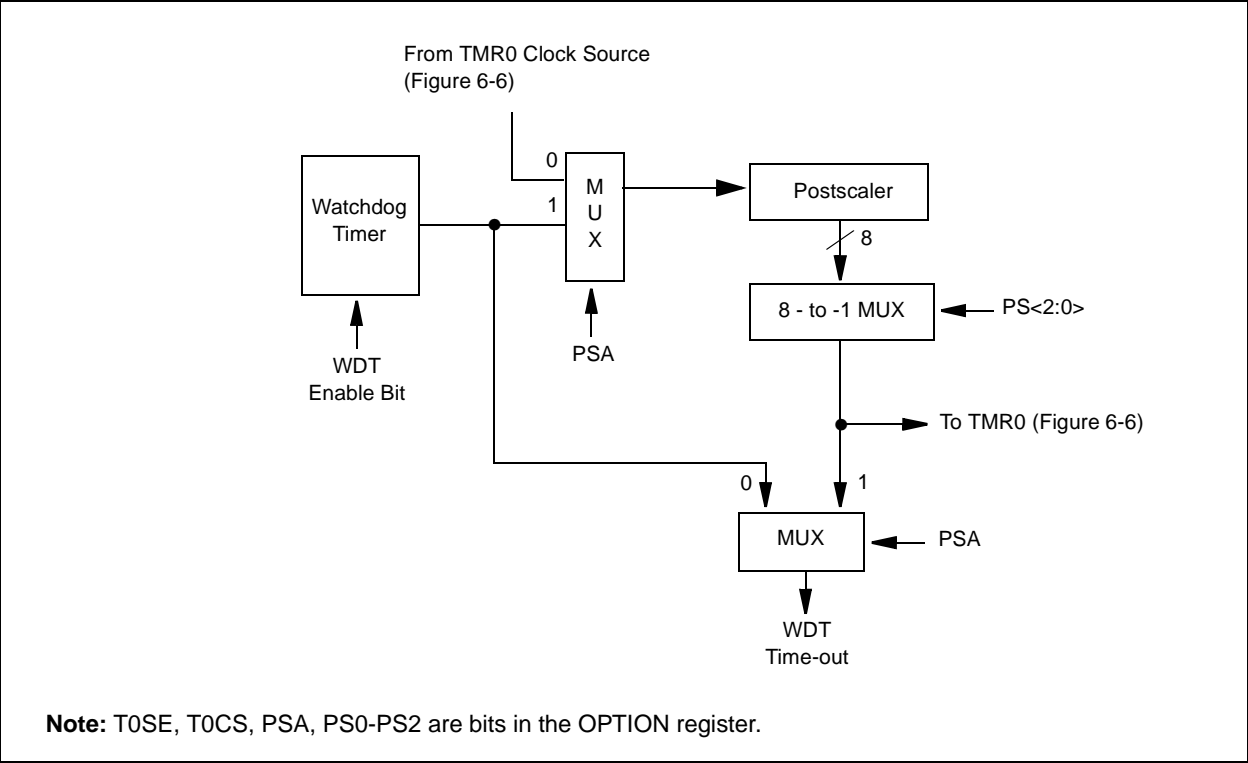 From TMR0 Clock Source
(Figure 6-6)
0
1
M
U
X
Watchdog
Timer
Postscaler
8
8 - to -1 MUX
PS<2:0>
PSA
WDT
Enable Bit
To TMR0 (Figure 6-6)
0
1
MUX
PSA
WDT
Time-out
Note: T0SE, T0CS, PSA, PS0-PS2 are bits in the OPTION register.